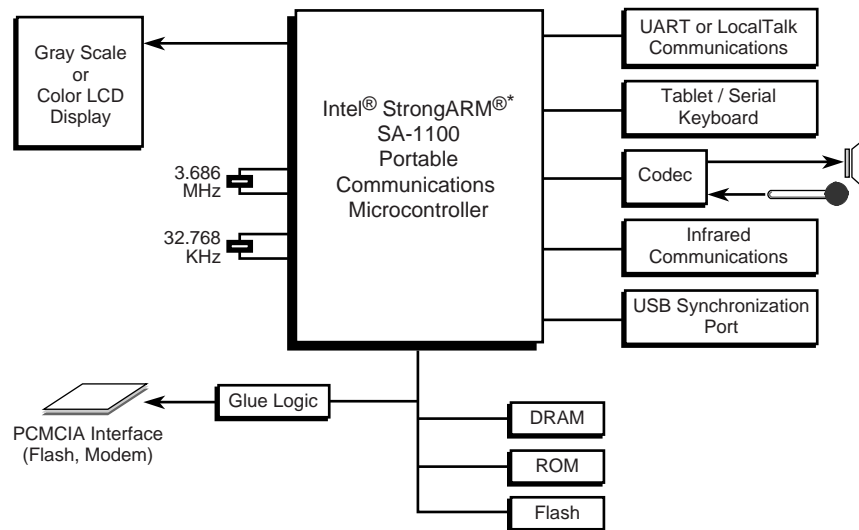 Gray Scale
or
Color LCD
Display
3.686
MHz
32.768
KHz
Intel® StrongARM®*
SA-1100
Portable
Communications
Microcontroller
UART or LocalTalk
Communications
Tablet / Serial
Keyboard
Codec
Infrared
Communications
USB Synchronization
Port
Glue Logic
PCMCIA Interface
(Flash, Modem)
DRAM
ROM
Flash